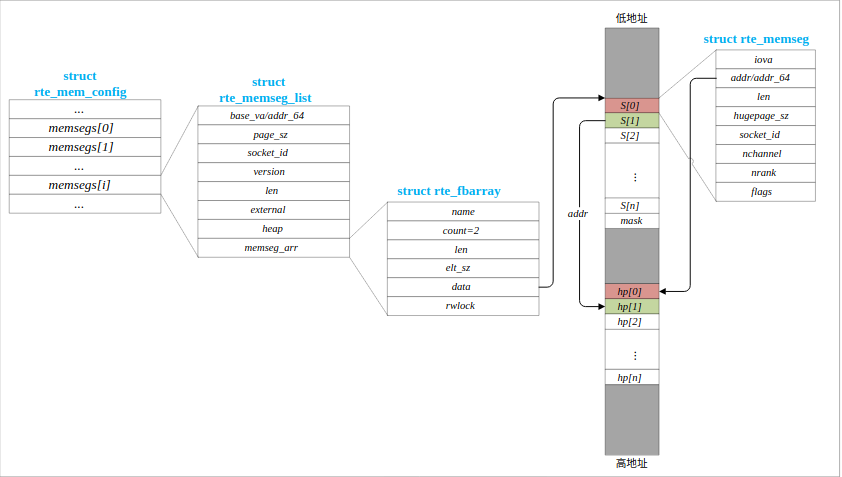 struct
rte_mem_config
...
memsegs[0]
memsegs[1]
...
memsegs[i]
...
struct
rte_memseg_list
base_va/addr_64
page_sz
socket_id
version
len
external
heap
memseg_arr
struct rte_fbarray
name
count=2
len
elt_sz
data
rwlock
低地址
S[0]
S[1]
S[2]
⋮
S[n]
mask
addr
hp[0]
hp[1]
hp[2]
⋮
hp[n]
高地址
struct rte_memseg
iova
addr/addr_64
len
hugepage_sz
socket_id
nchannel
nrank
flags